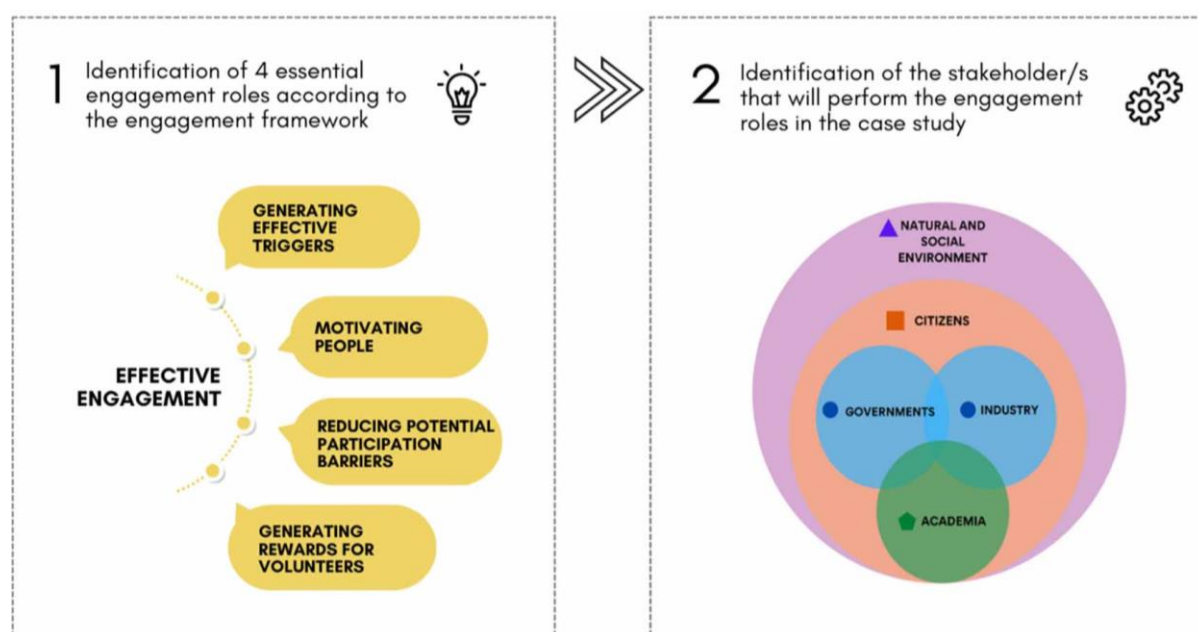 1
Identification of 4 essential
engagement roles according to
the engagement framework
GENERATING
EFFECTIVE
TRIGGERS
MOTIVATING
PEOPLE
EFFECTIVE
ENGAGEMENT
REDUCING POTENTIAL
PARTICIPATION
BARRIERS
GENERATING
REWARDS FOR
VOLUNTEERS
2
Identification of the stakeholder/s
that will perform the engagement
roles in the case study
NATURAL AND
SOCIAL
ENVIRONMENT
CITIZENS
GOVERNMENTS
INDUSTRY
ACADEMIA